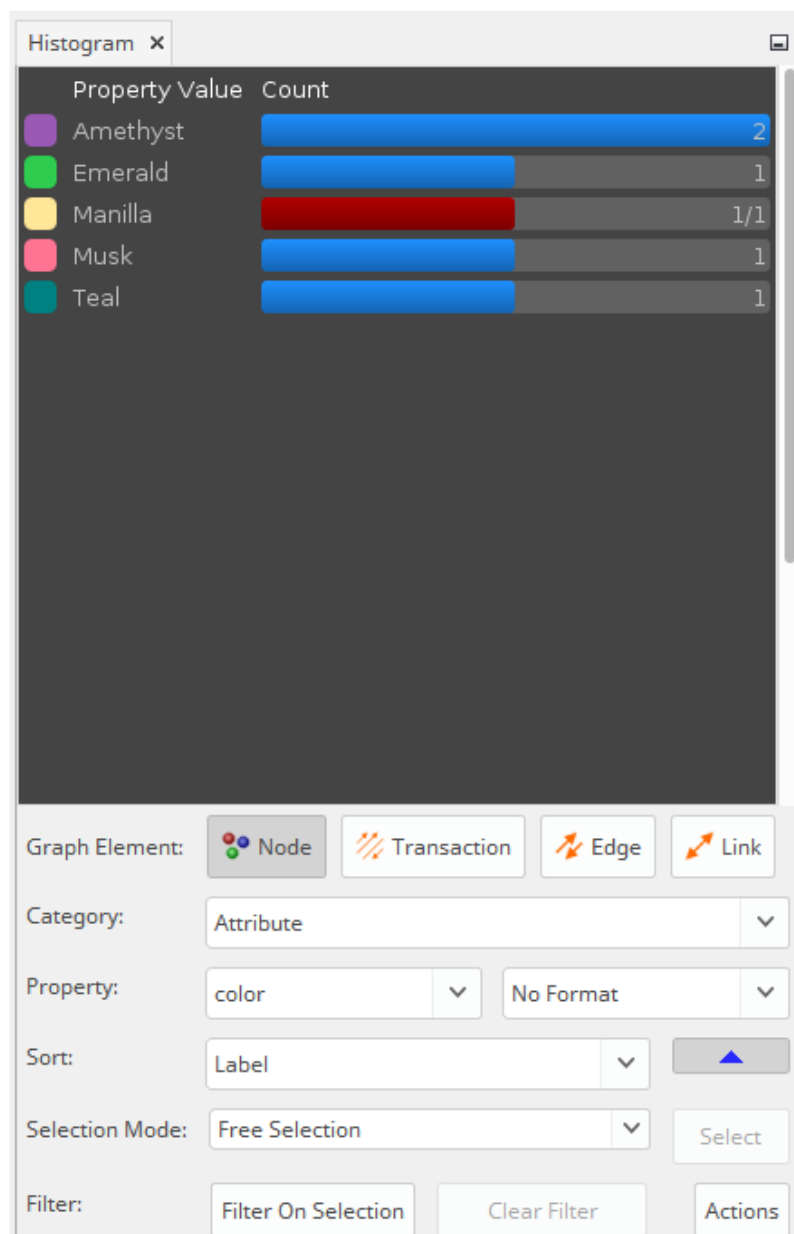 Histogram
Property Value Count
Amethyst 2
Emerald 1
Manilla 1/1
Musk 1
Teal 1
Graph Element: Node Transaction Edge Link
Category: Attribute
Property: color No Format
Sort: Label
Selection Mode: Free Selection Select
Filter: Filter On Selection Clear Filter Actions